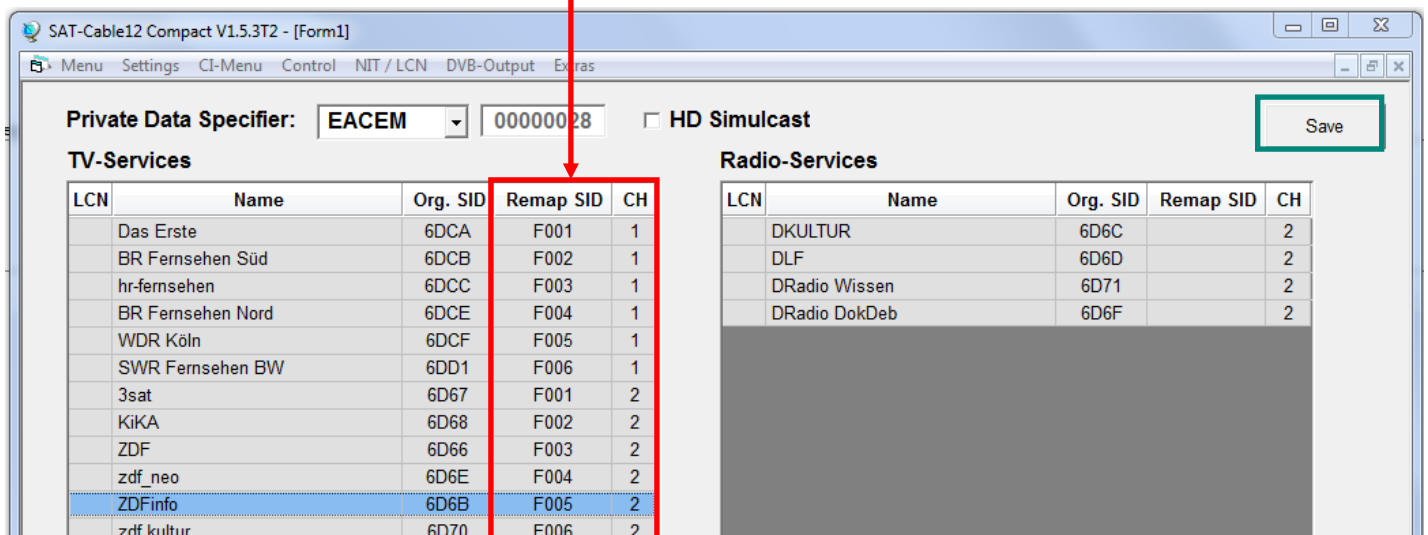 SAT-Cable12 Compact V1.5.3T2 - [Form1]
Menu Settings CI-Menu Control NIT / LCN DVB-Output Extras
Private Data Specifier: EACEM 00000028 HD Simulcast Save
TV-Services Radio-Services
LCN Name Org. SID Remap SID CH LCN Name Org. SID Remap SID CH
Das Erste 6DCA F001 1 DKULTUR 6D6C 2
BR Fernsehen Süd 6DCB F002 1 DLF 6D6D 2
hr-fernsehen 6DCC F003 1 DRadio Wissen 6D71 2
BR Fernsehen Nord 6DCE F004 1 DRadio DokDeb 6D6F 2
WDR Köln 6DCF F005 1
SWR Fernsehen BW 6DD1 F006 1
3sat 6D67 F001 2
KiKA 6D68 F002 2
ZDF 6D66 F003 2
zdf_neo 6D6E F004 2
ZDFinfo 6D6B F005 2
zdf.kultur 6D70 F006 2